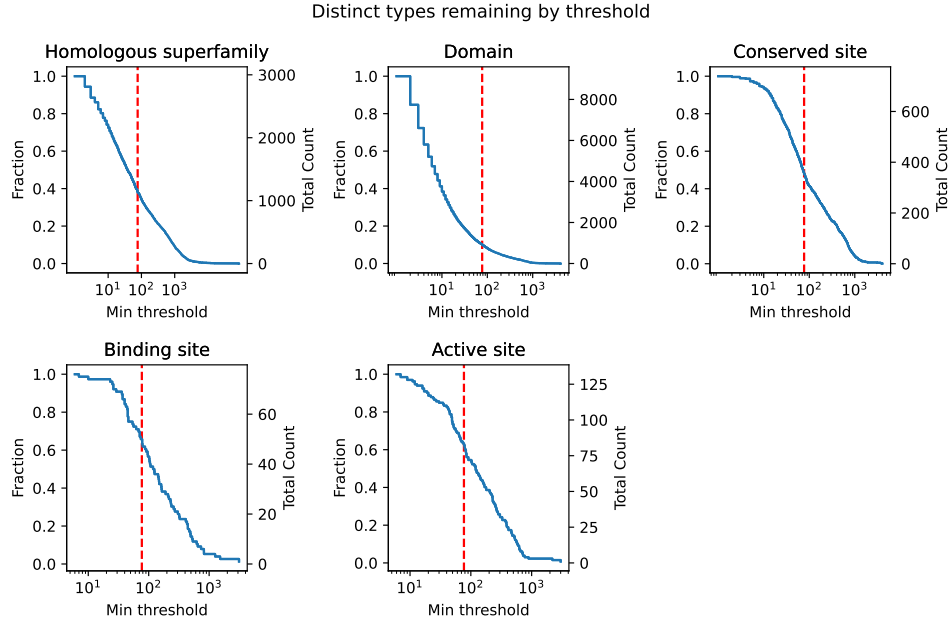 Distinct types remaining by threshold
Homologous superfamily
1.0
0.8
0.6
0.4
0.2
0.0
Fraction
3000
2000
1000
0
Total Count
10¹ 10² 10³
Min threshold
Domain
1.0
0.8
0.6
0.4
0.2
0.0
Fraction
8000
6000
4000
2000
0
Total Count
10¹ 10² 10³
Min threshold
Conserved site
1.0
0.8
0.6
0.4
0.2
0.0
Fraction
600
400
200
0
Total Count
10¹ 10² 10³
Min threshold
Binding site
1.0
0.8
0.6
0.4
0.2
0.0
Fraction
60
40
20
0
Total Count
10¹ 10² 10³
Min threshold
Active site
1.0
0.8
0.6
0.4
0.2
0.0
Fraction
125
100
75
50
25
0
Total Count
10¹ 10² 10³
Min threshold